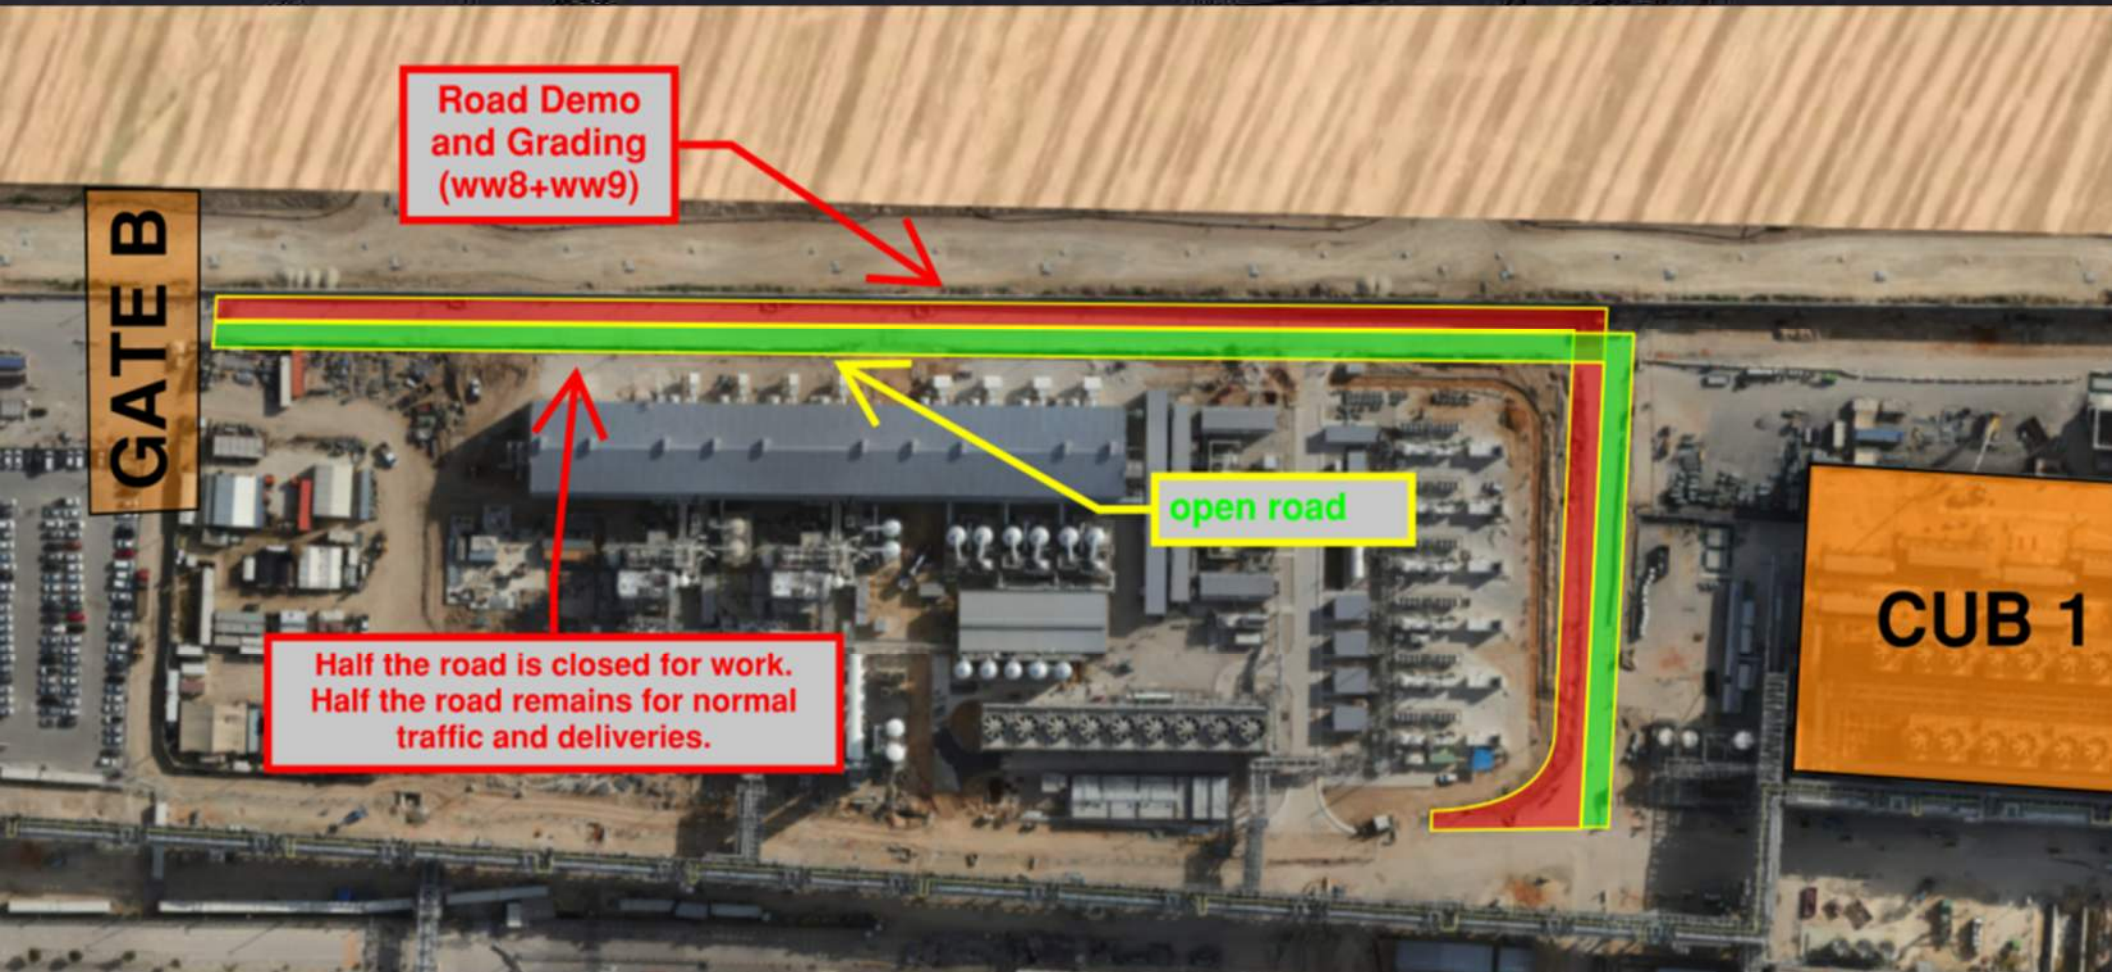 Road Demo
and Grading
(ww8+ww9)
GATE B
open road
CUB 1
Half the road is closed for work.
Half the road remains for normal
traffic and deliveries.